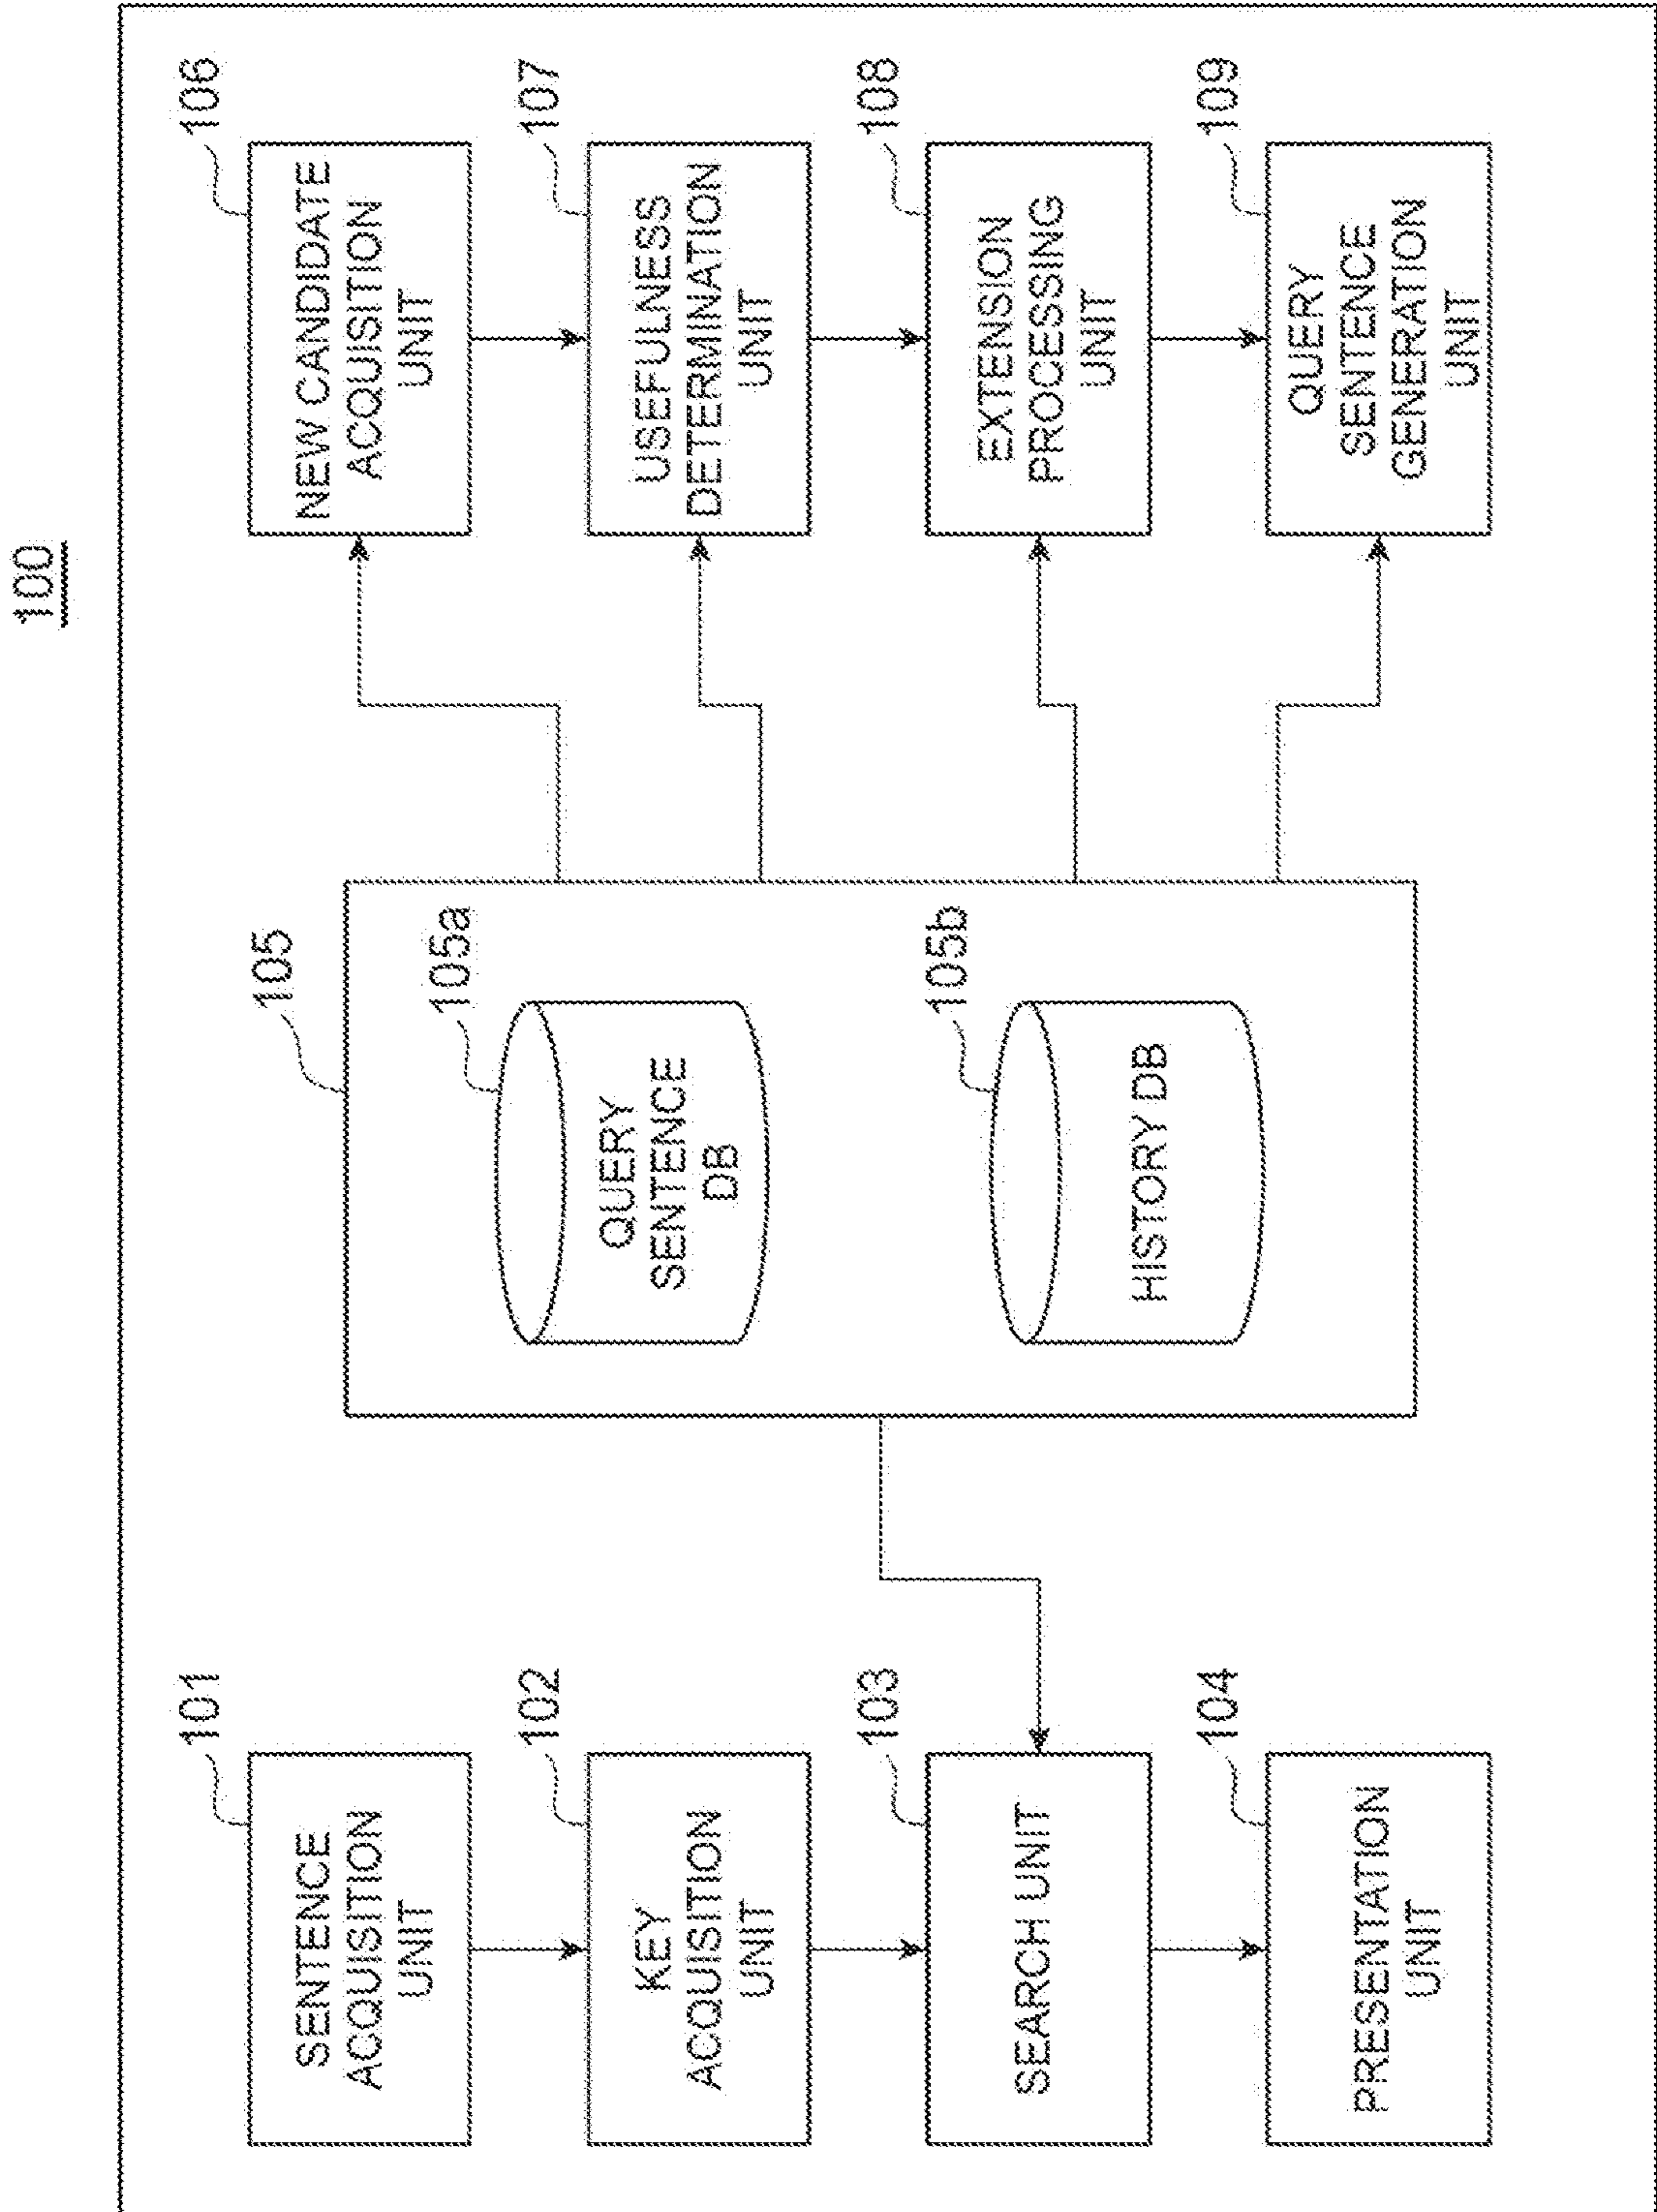 100
101
SENTENCE
ACQUISITION
UNIT
102
KEY
ACQUISITION
UNIT
103
SEARCH UNIT
104
PRESENTATION
UNIT
105
105a
QUERY
SENTENCE
DB
105b
HISTORY DB
106
NEW CANDIDATE
ACQUISITION
UNIT
107
USEFULNESS
DETERMINATION
UNIT
108
EXTENSION
PROCESSING
UNIT
109
QUERY
SENTENCE
GENERATION
UNIT